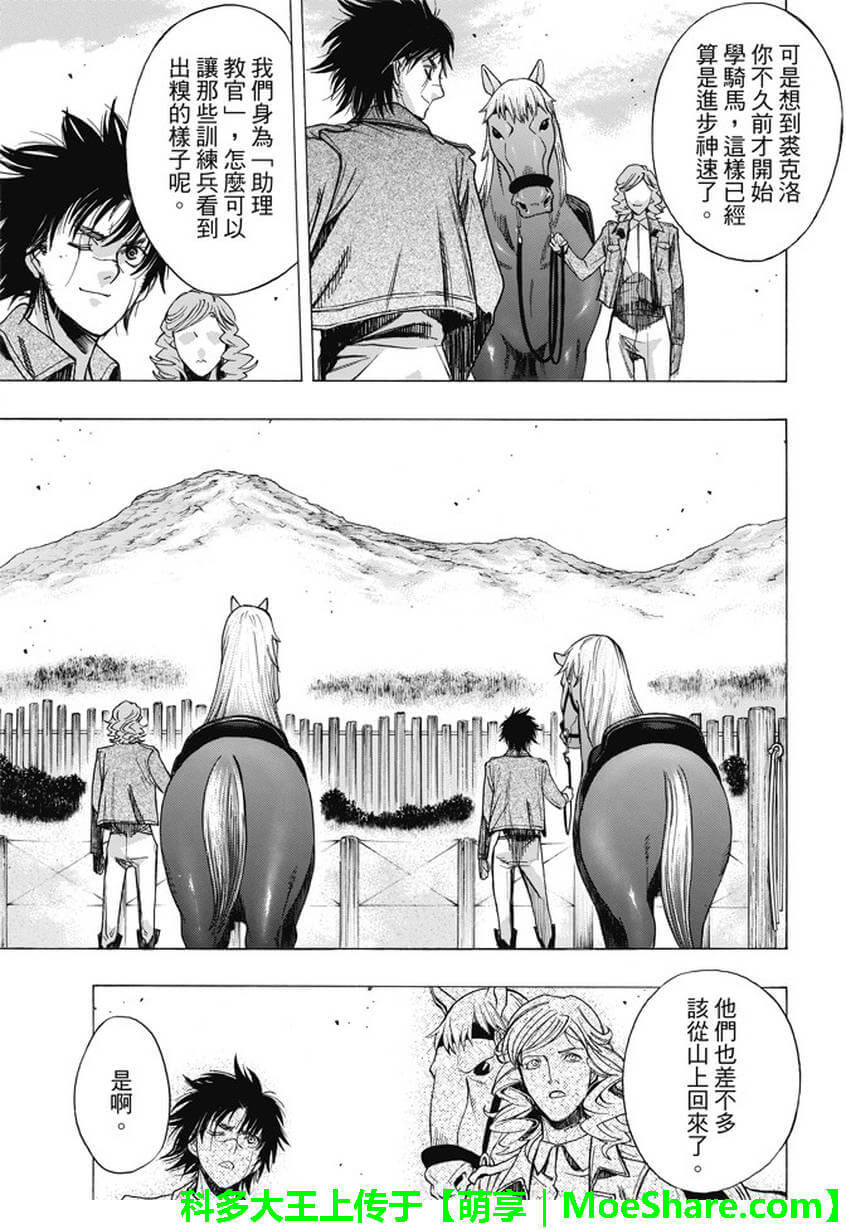 可是想到裘克洛
你不久前才開始
學騎馬，這樣已經
算是進步神速了。
我們身為「助理
教官」，怎麼可以
讓那些訓練兵看到
出糗的樣子呢。
他們也差不多
該從山上回來了。
是啊。
科多大王上传于【萌享｜MoeShare.com】